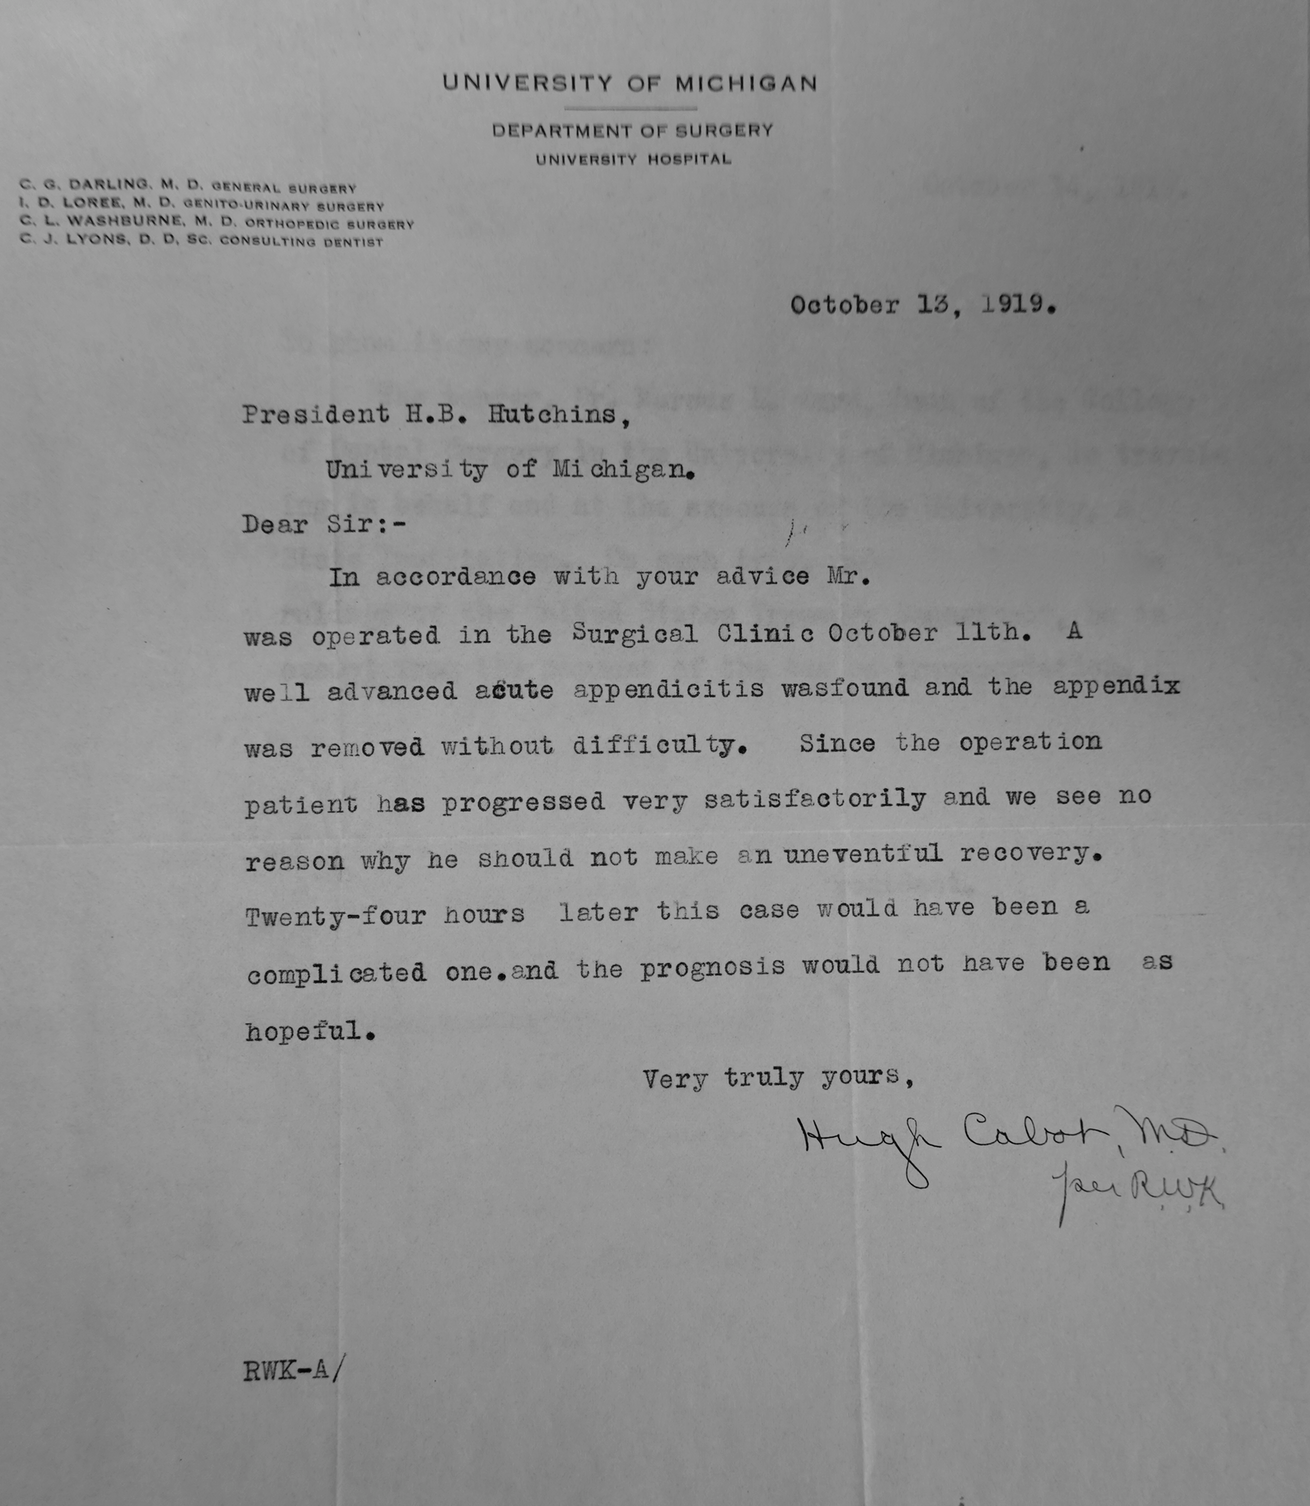 UNIVERSITY OF MICHIGAN
DEPARTMENT OF SURGERY
UNIVERSITY HOSPITAL
C. G. DARLING, M. D. GENERAL SURGERY
I. D. LOREE, M. D. GENITO-URINARY SURGERY
C. L. WASHBURNE, M. D. ORTHOPEDIC SURGERY
C. J. LYONS, D. D. SC. CONSULTING DENTIST
October 13, 1919.
President H.B. Hutchins,
University of Michigan.
Dear Sir:-
In accordance with your advice Mr.
was operated in the Surgical Clinic October 11th. A
well advanced acute appendicitis wasfound and the appendix
was removed without difficulty. Since the operation
patient has progressed very satisfactorily and we see no
reason why he should not make an uneventful recovery.
Twenty-four hours later this case would have been a
complicated one.and the prognosis would not have been as
hopeful.
Very truly yours,
Hugh Cabot, M.D.
per R.W.K.
RWK-A/